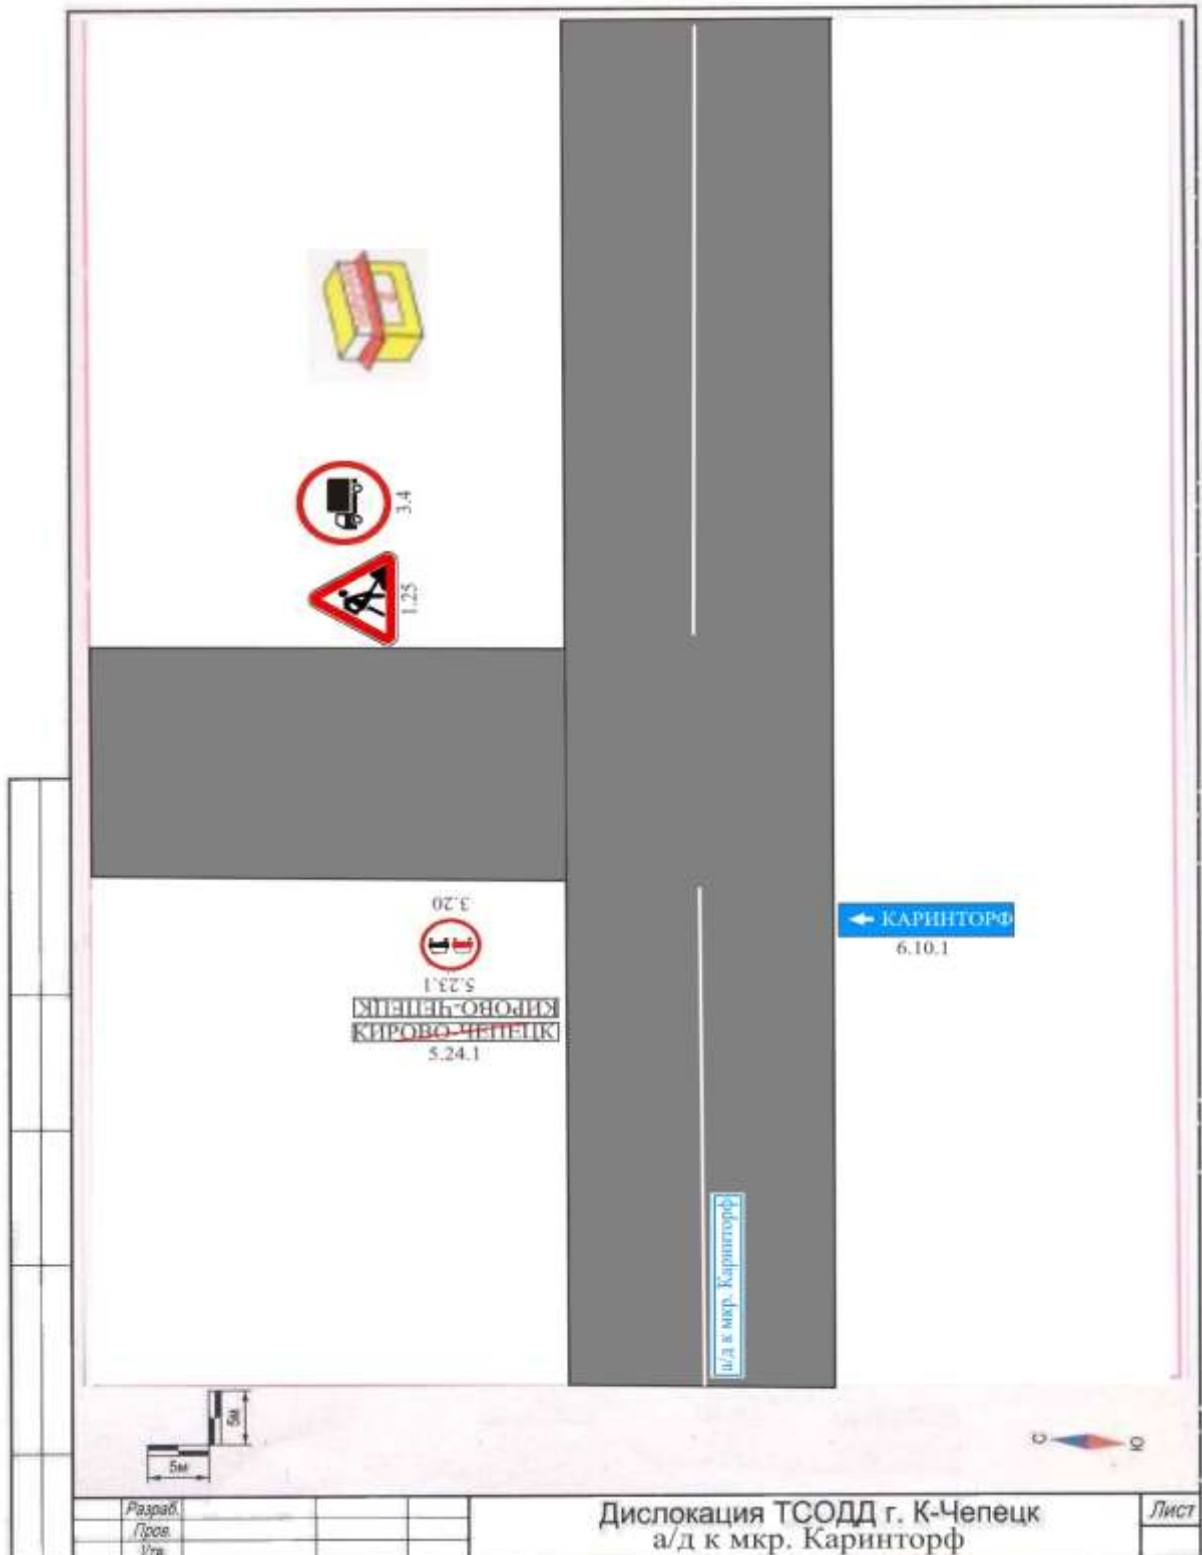 3.4
1.25
3.20
5.23.1
КИРОВО-ЧЕПЕЦК
КИРОВО-ЧЕПЕЦК
5.24.1
КАРИНТОРФ
6.10.1
а/д к мкр. Каринторф
5м
5м
С
Ю
Разраб.
Пров.
Утв.
Дислокация ТСОДД г. К-Чепецк
а/д к мкр. Каринторф
Лист